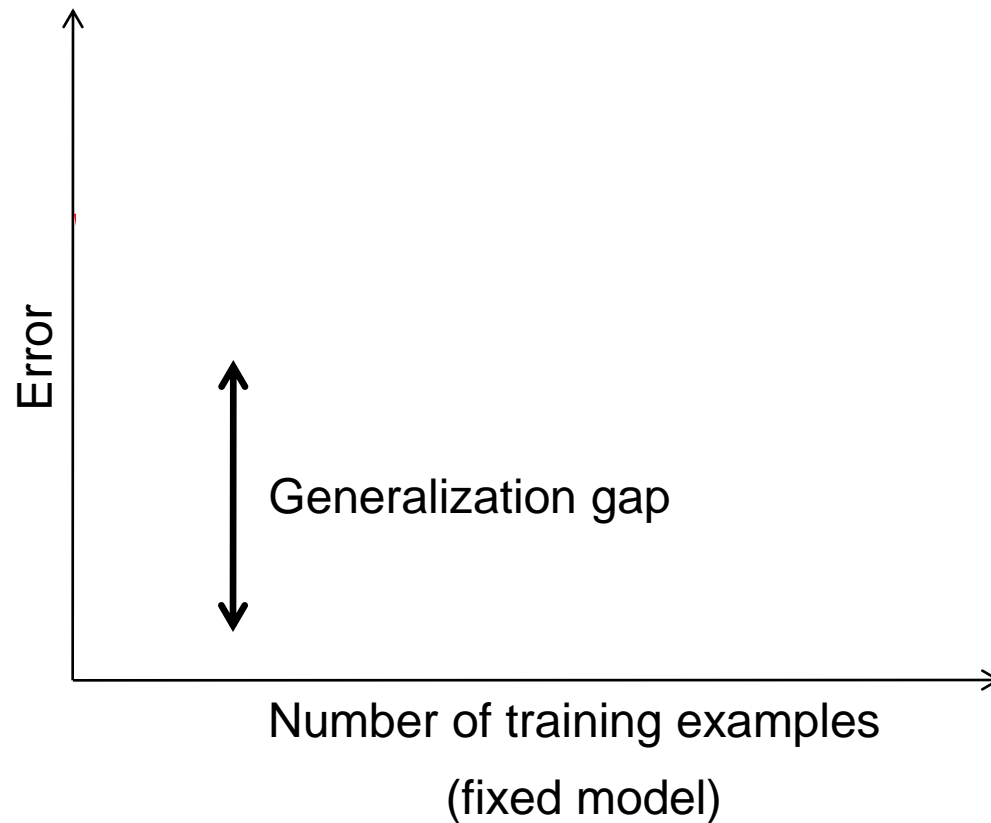 Error
Generalization gap
Number of training examples
(fixed model)